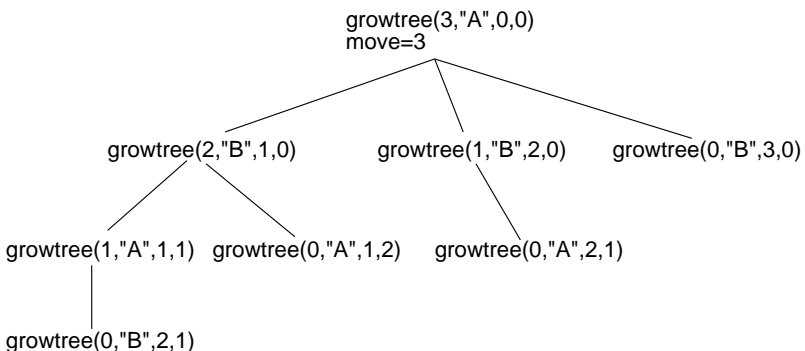 growtree(3,"A",0,0)
move=3
growtree(2,"B",1,0)
growtree(1,"B",2,0)
growtree(0,"B",3,0)
growtree(1,"A",1,1)
growtree(0,"A",1,2)
growtree(0,"A",2,1)
growtree(0,"B",2,1)